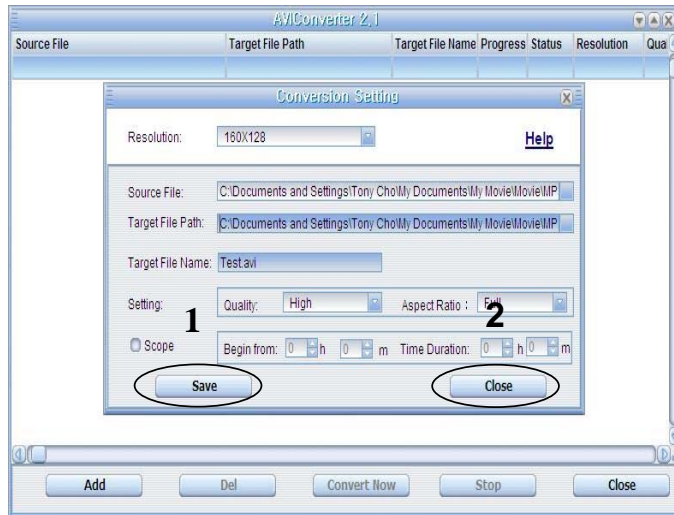 AVIConverter 2.1
Source File Target File Path Target File Name Progress Status Resolution Qua
Conversion Setting
Resolution: 160X128 Help
Source File: C:\Documents and Settings\Tony Cho\My Documents\My Movie\Movie\MP
Target File Path: C:\Documents and Settings\Tony Cho\My Documents\My Movie\Movie\MP
Target File Name: Test.avi
Setting: Quality: High Aspect Ratio : Full
1 2
Scope Begin from: 0 h 0 m Time Duration: 0 h 0 m
Save Close
Add Del Convert Now Stop Close